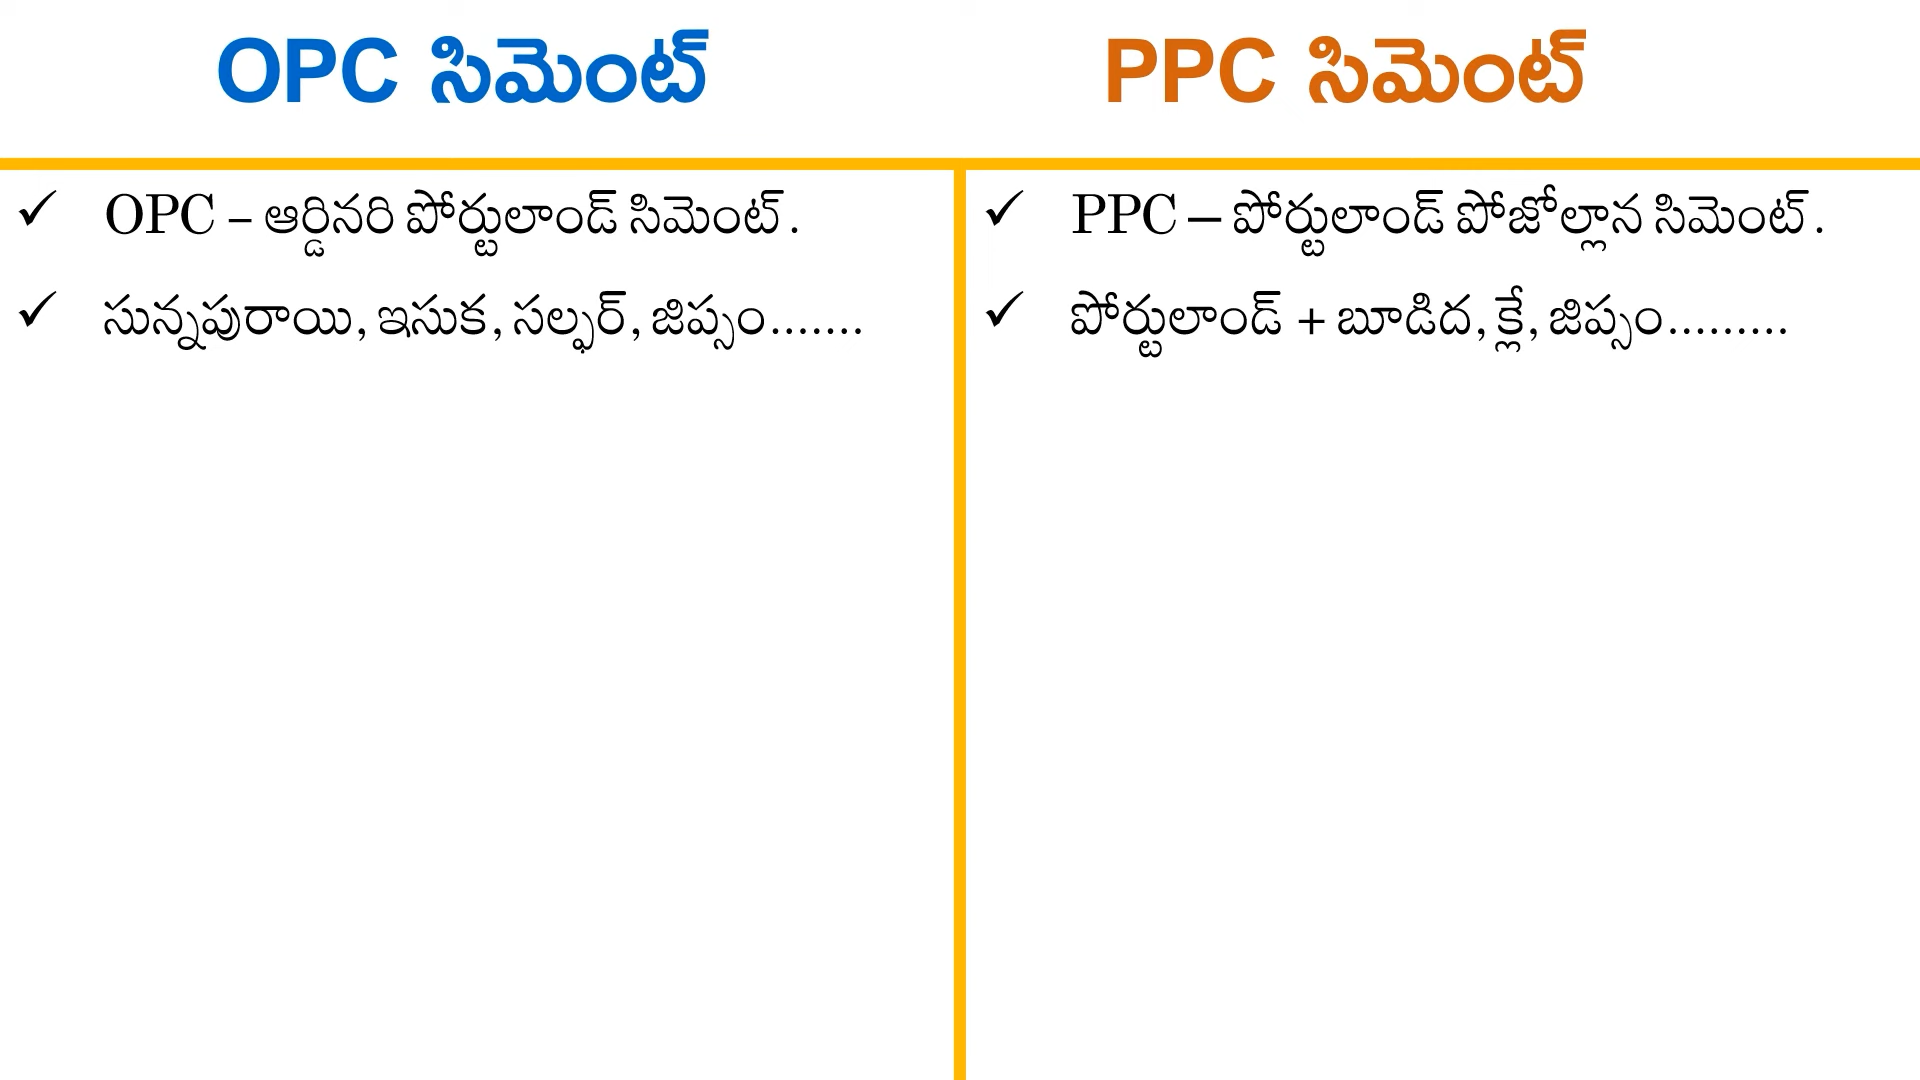 OPC సిమెంట్
PPC సిమెంట్
✓ OPC – ఆర్డినరి పోర్టులాండ్ సిమెంట్.
✓ సున్నపురాయి, ఇసుక, సల్ఫర్, జిప్సం.......
✓ PPC – పోర్టులాండ్ పోజోల్లాన సిమెంట్.
✓ పోర్టులాండ్ + బూడిద, క్లే, జిప్సం.........